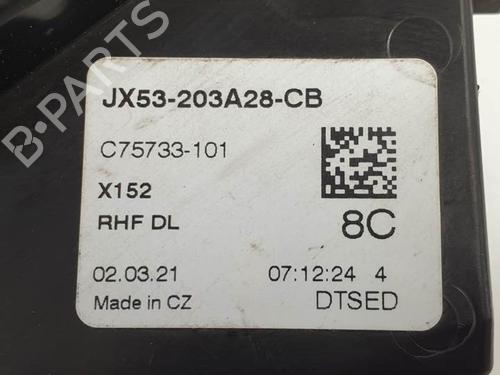 B-PARTS
JX53-203A28-CB
C75733-101
X152
RHF DL
8C
02.03.21 07:12:24 4
Made in CZ DTSED